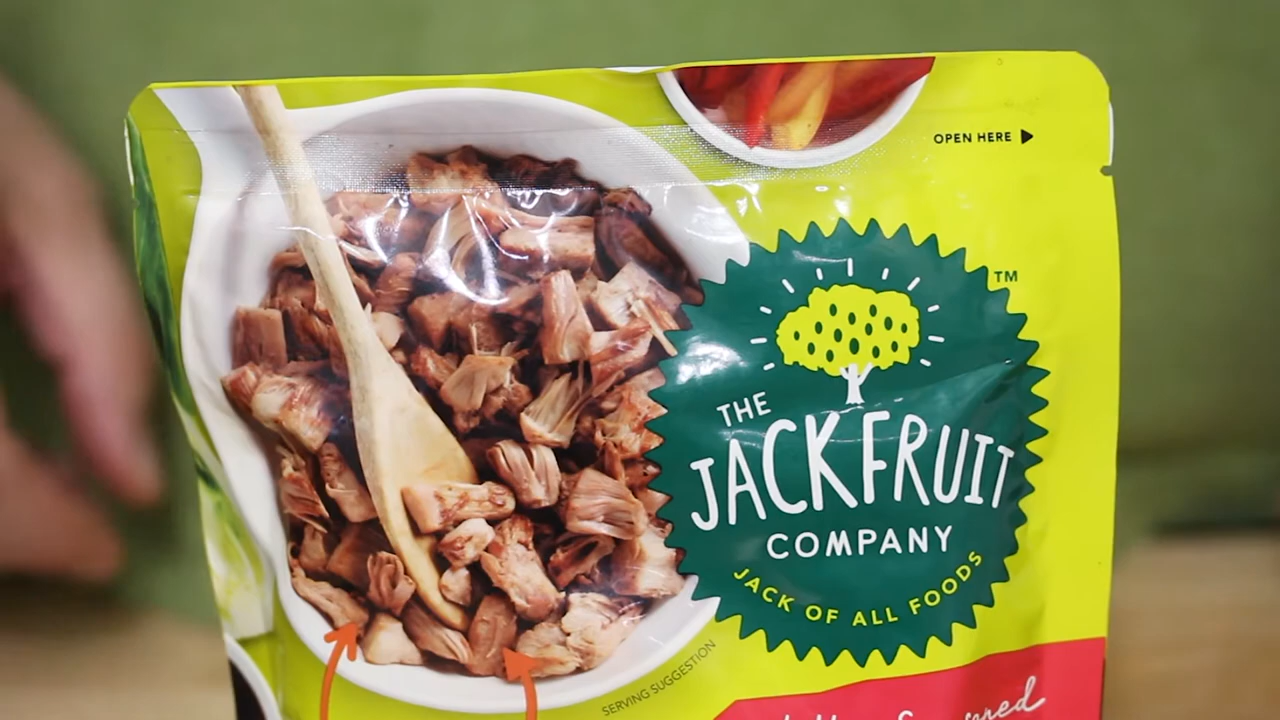 OPEN HERE
TM
THE
JACKFRUIT
COMPANY
JACK OF ALL FOODS
SERVING SUGGESTION